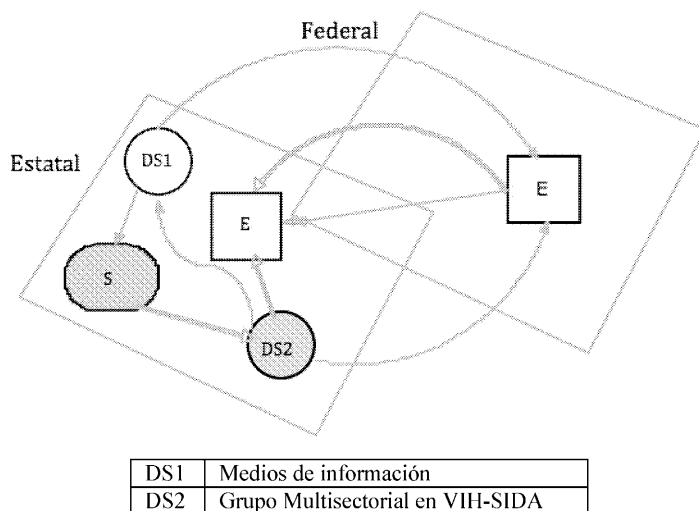 Federal
Estatal
DS1
E
E
S
DS2
DS1 Medios de información
DS2 Grupo Multisectorial en VIH-SIDA